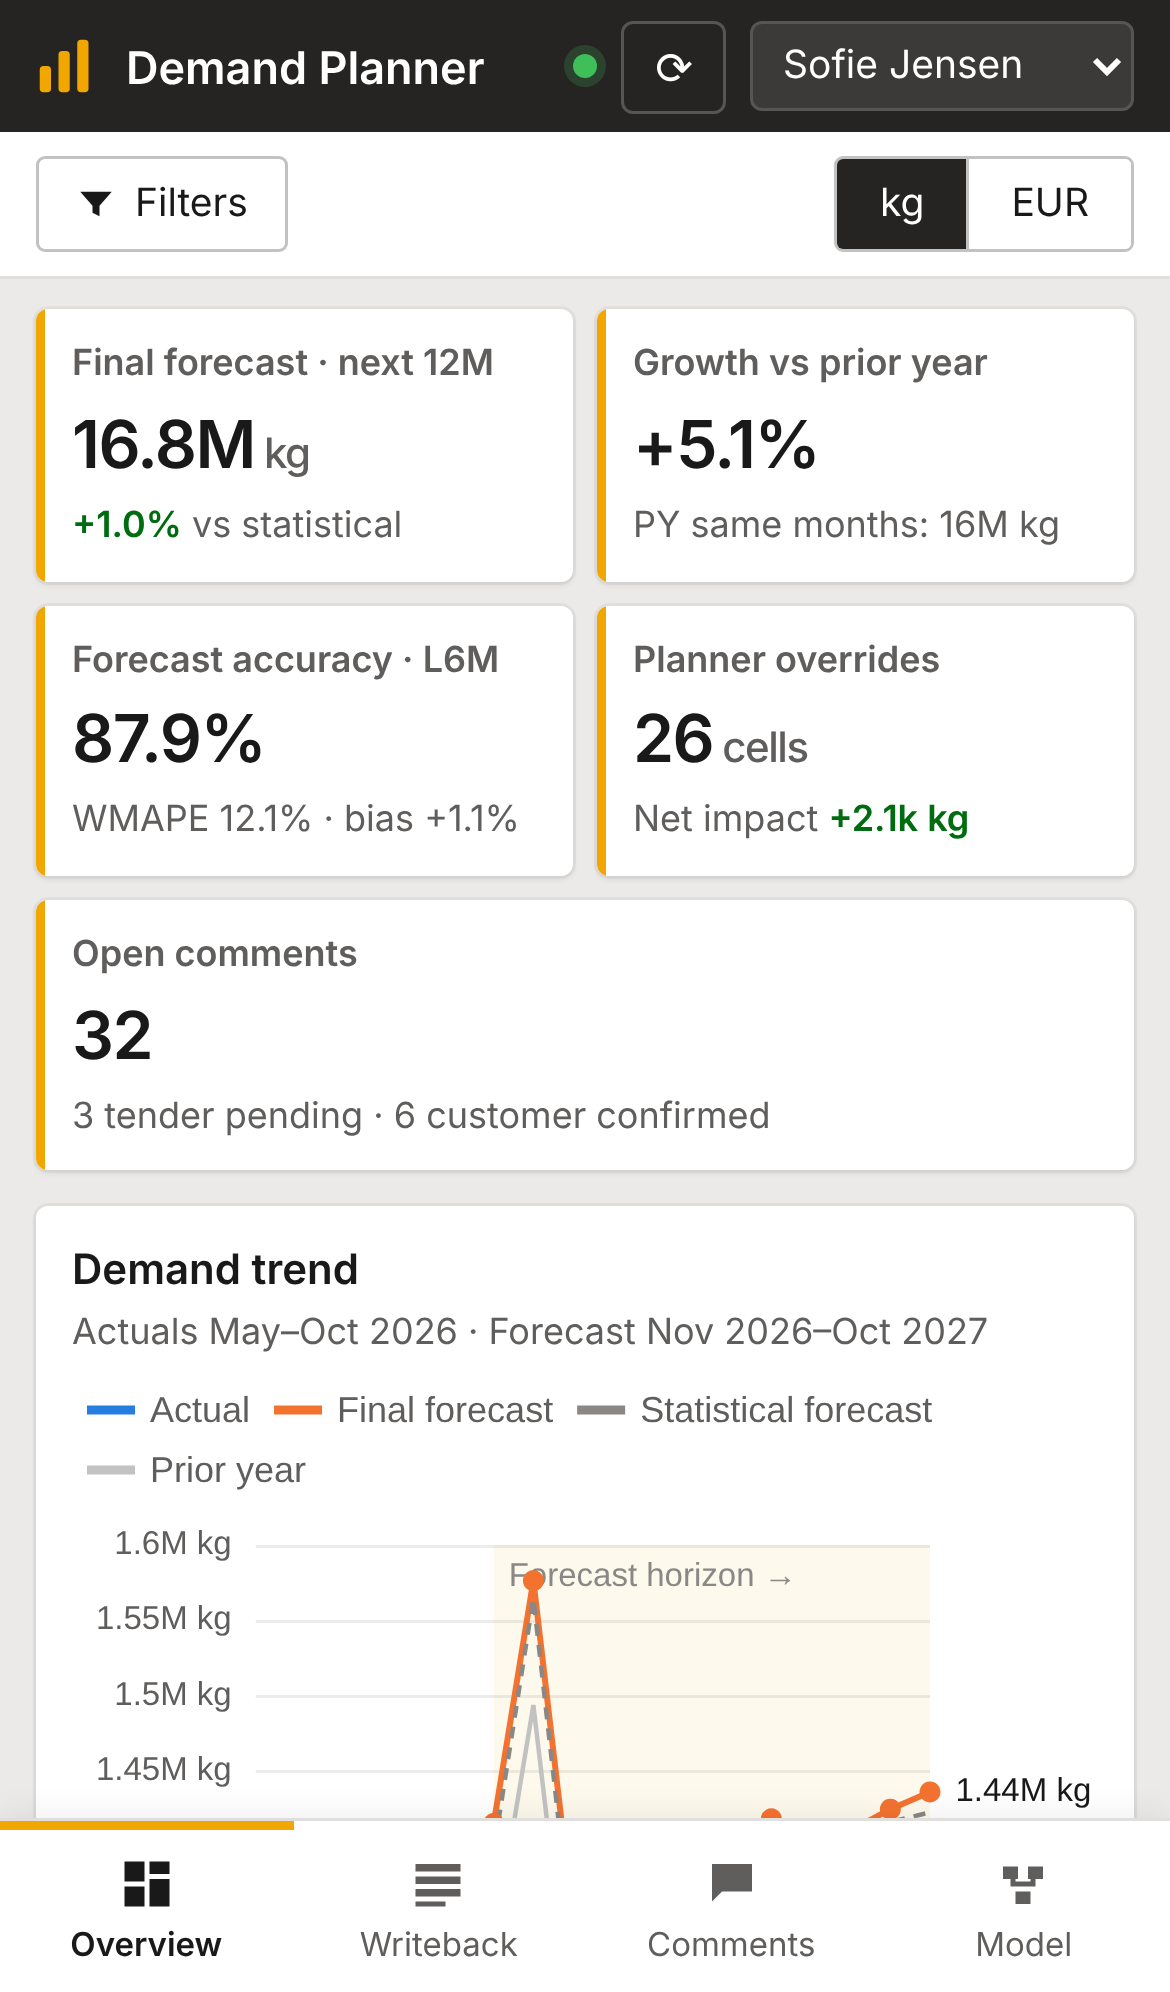 Demand Planner
Sofie Jensen
Filters
kg
EUR
Final forecast · next 12M
16.8M kg
+1.0% vs statistical
Growth vs prior year
+5.1%
PY same months: 16M kg
Forecast accuracy · L6M
87.9%
WMAPE 12.1% · bias +1.1%
Planner overrides
26 cells
Net impact +2.1k kg
Open comments
32
3 tender pending · 6 customer confirmed
Demand trend
Actuals May–Oct 2026 · Forecast Nov 2026–Oct 2027
Actual
Final forecast
Statistical forecast
Prior year
1.6M kg
Forecast horizon →
1.55M kg
1.5M kg
1.45M kg
1.44M kg
Overview
Writeback
Comments
Model